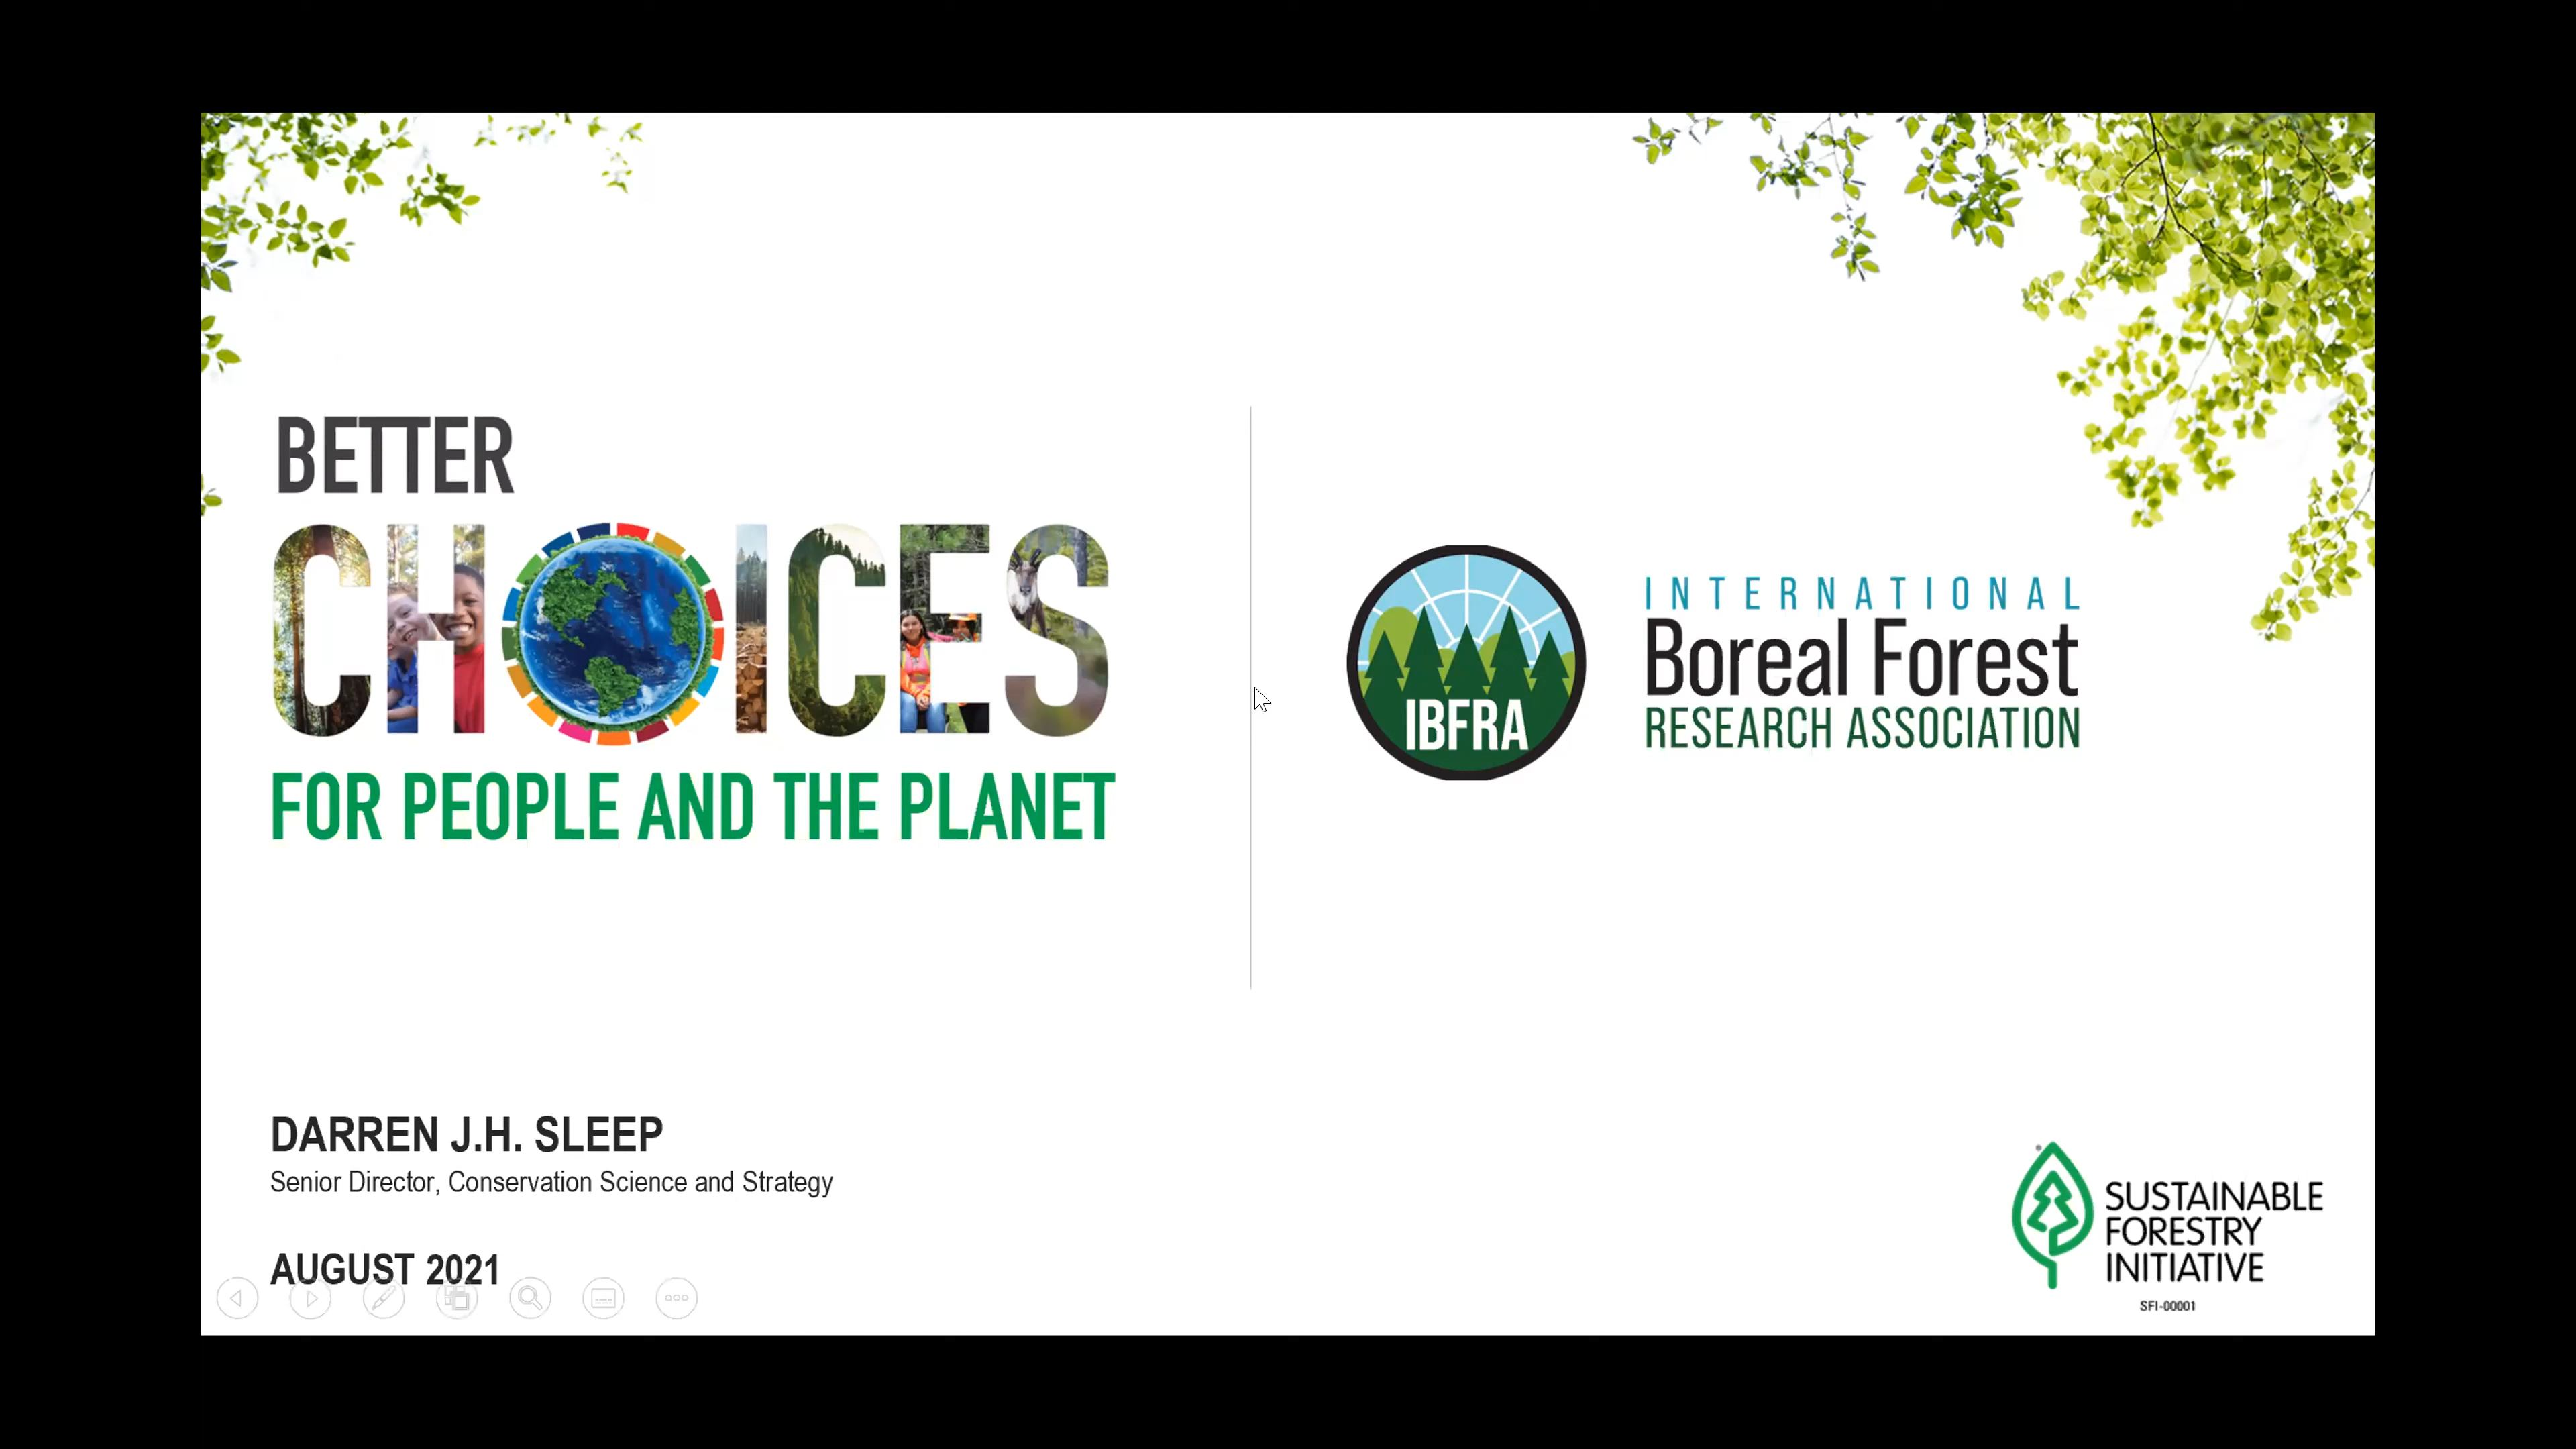 BETTER
CHOICES
FOR PEOPLE AND THE PLANET
IBFRA
INTERNATIONAL
Boreal Forest
RESEARCH ASSOCIATION
DARREN J.H. SLEEP
Senior Director, Conservation Science and Strategy
AUGUST 2021
SUSTAINABLE
FORESTRY
INITIATIVE
SFI-00001